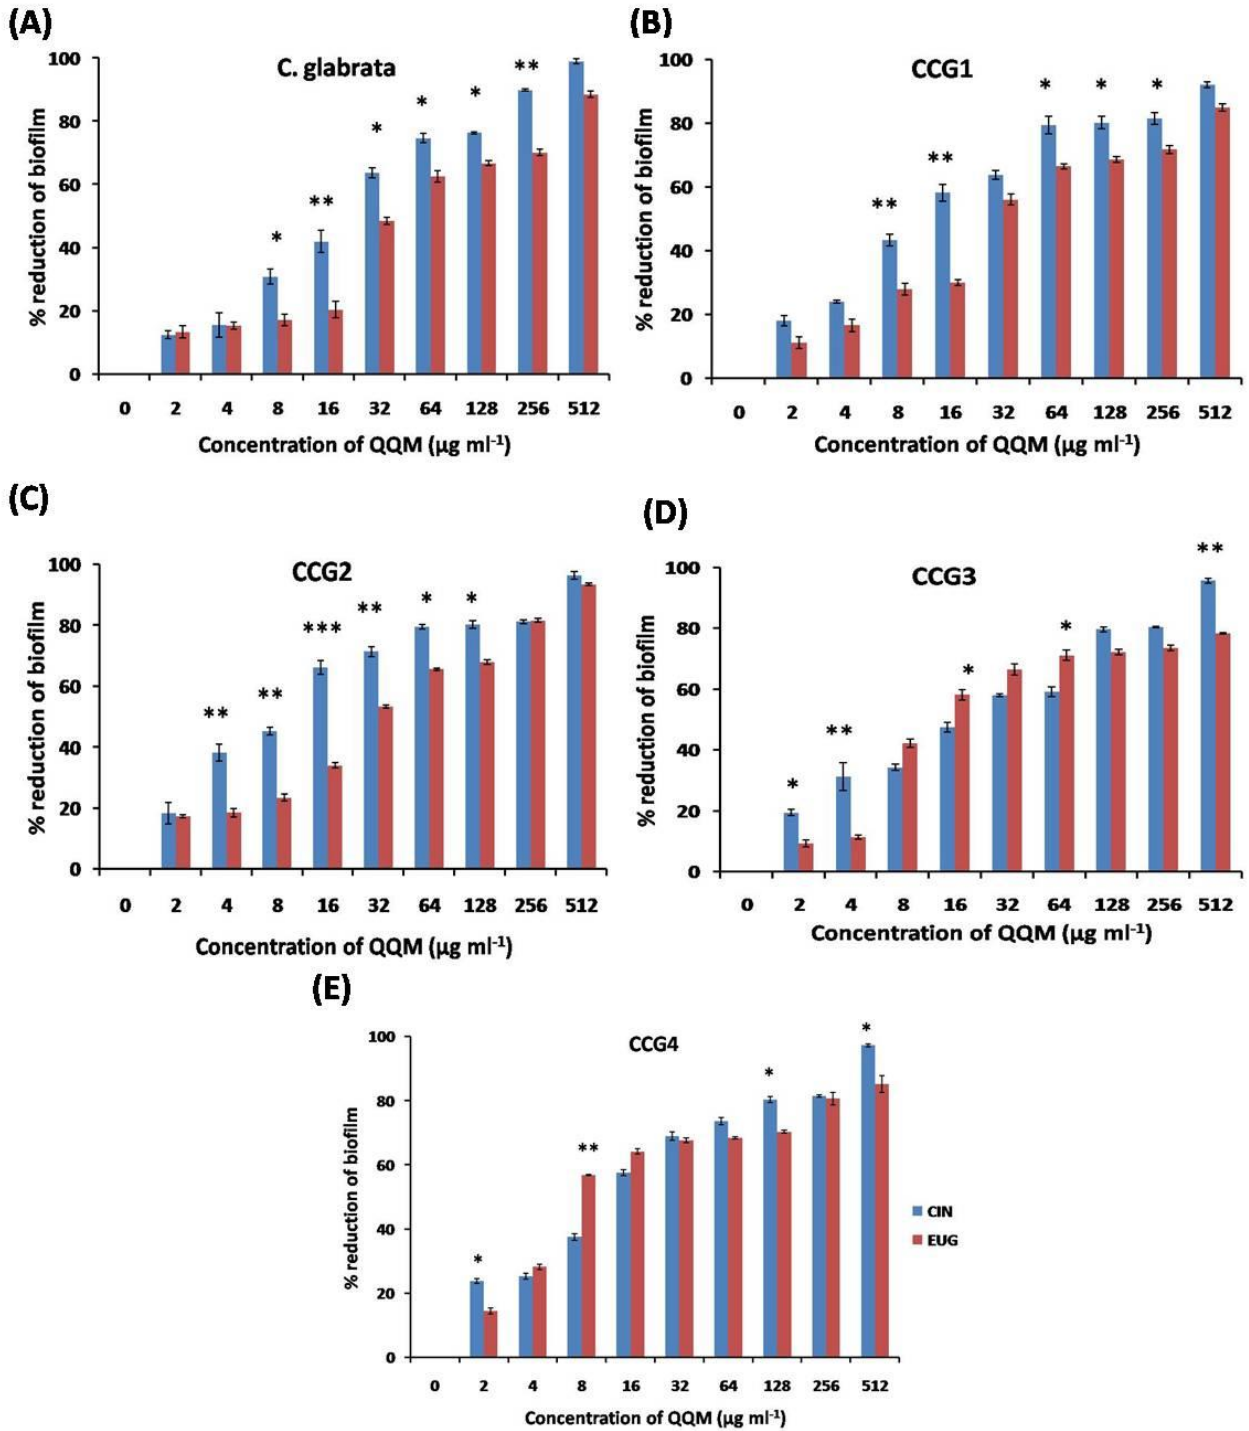 (A)
C. glabrata
% reduction of biofilm
100
80
60
40
20
0
*
**
*
*
*
**
0 2 4 8 16 32 64 128 256 512
Concentration of QQM (µg ml-1)
(B)
CCG1
% reduction of biofilm
100
80
60
40
20
0
**
**
*
*
*
0 2 4 8 16 32 64 128 256 512
Concentration of QQM (µg ml-1)
(C)
CCG2
% reduction of biofilm
100
80
60
40
20
0
**
**
***
**
*
*
0 2 4 8 16 32 64 128 256 512
Concentration of QQM (µg ml-1)
(D)
CCG3
% reduction of biofilm
100
80
60
40
20
0
*
**
*
*
**
0 2 4 8 16 32 64 128 256 512
Concentration of QQM (µg ml-1)
(E)
CCG4
% reduction of biofilm
100
80
60
40
20
0
*
**
*
*
0 2 4 8 16 32 64 128 256 512
Concentration of QQM (µg ml-1)
CIN
EUG